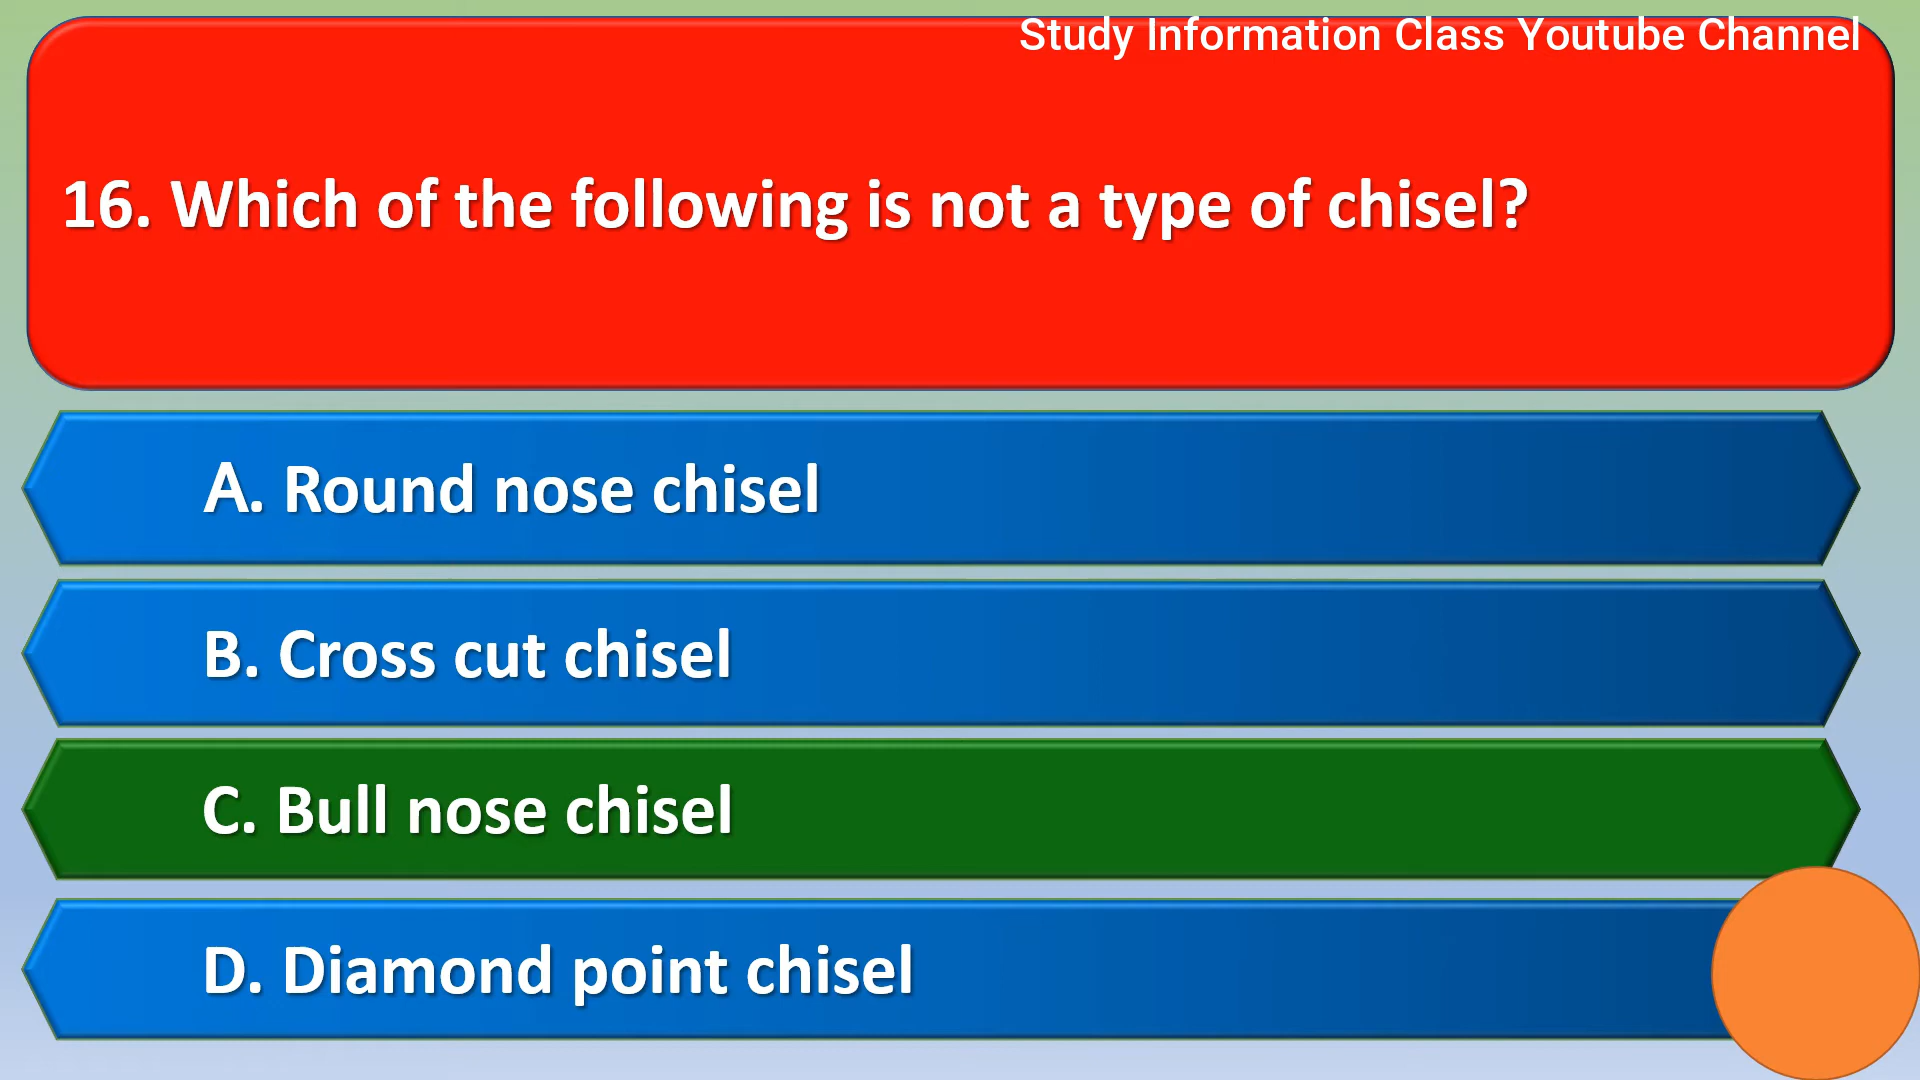 Study Information Class Youtube Channel
16. Which of the following is not a type of chisel?
A. Round nose chisel
B. Cross cut chisel
C. Bull nose chisel
D. Diamond point chisel